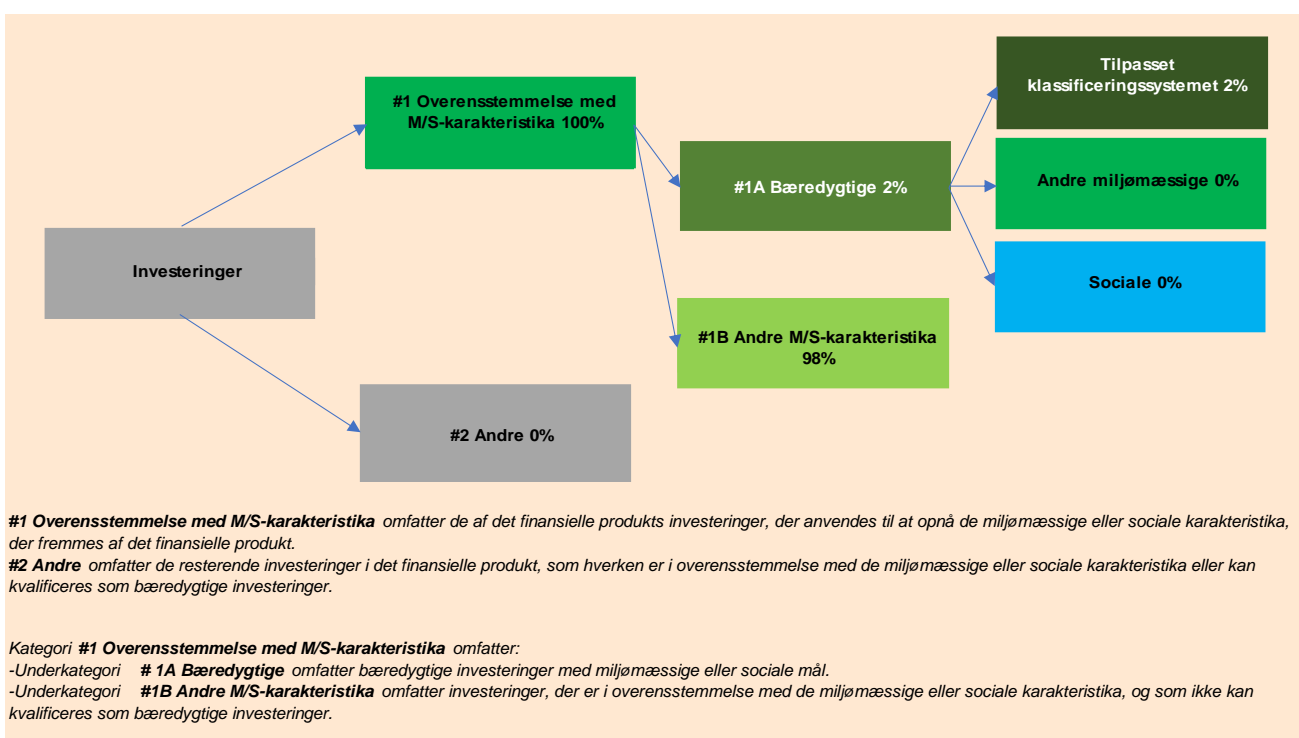 Tilpasset
klassificeringssystemet 2%
#1 Overensstemmelse med
M/S-karakteristika 100%
#1A Bæredygtige 2%
Andre miljømæssige 0%
Investeringer
Sociale 0%
#1B Andre M/S-karakteristika
98%
#2 Andre 0%
#1 Overensstemmelse med M/S-karakteristika omfatter de af det finansielle produkts investeringer, der anvendes til at opnå de miljømæssige eller sociale karakteristika,
der fremmes af det finansielle produkt.
#2 Andre omfatter de resterende investeringer i det finansielle produkt, som hverken er i overensstemmelse med de miljømæssige eller sociale karakteristika eller kan
kvalificeres som bæredygtige investeringer.
Kategori #1 Overensstemmelse med M/S-karakteristika omfatter:
-Underkategori # 1A Bæredygtige omfatter bæredygtige investeringer med miljømæssige eller sociale mål.
-Underkategori #1B Andre M/S-karakteristika omfatter investeringer, der er i overensstemmelse med de miljømæssige eller sociale karakteristika, og som ikke kan
kvalificeres som bæredygtige investeringer.